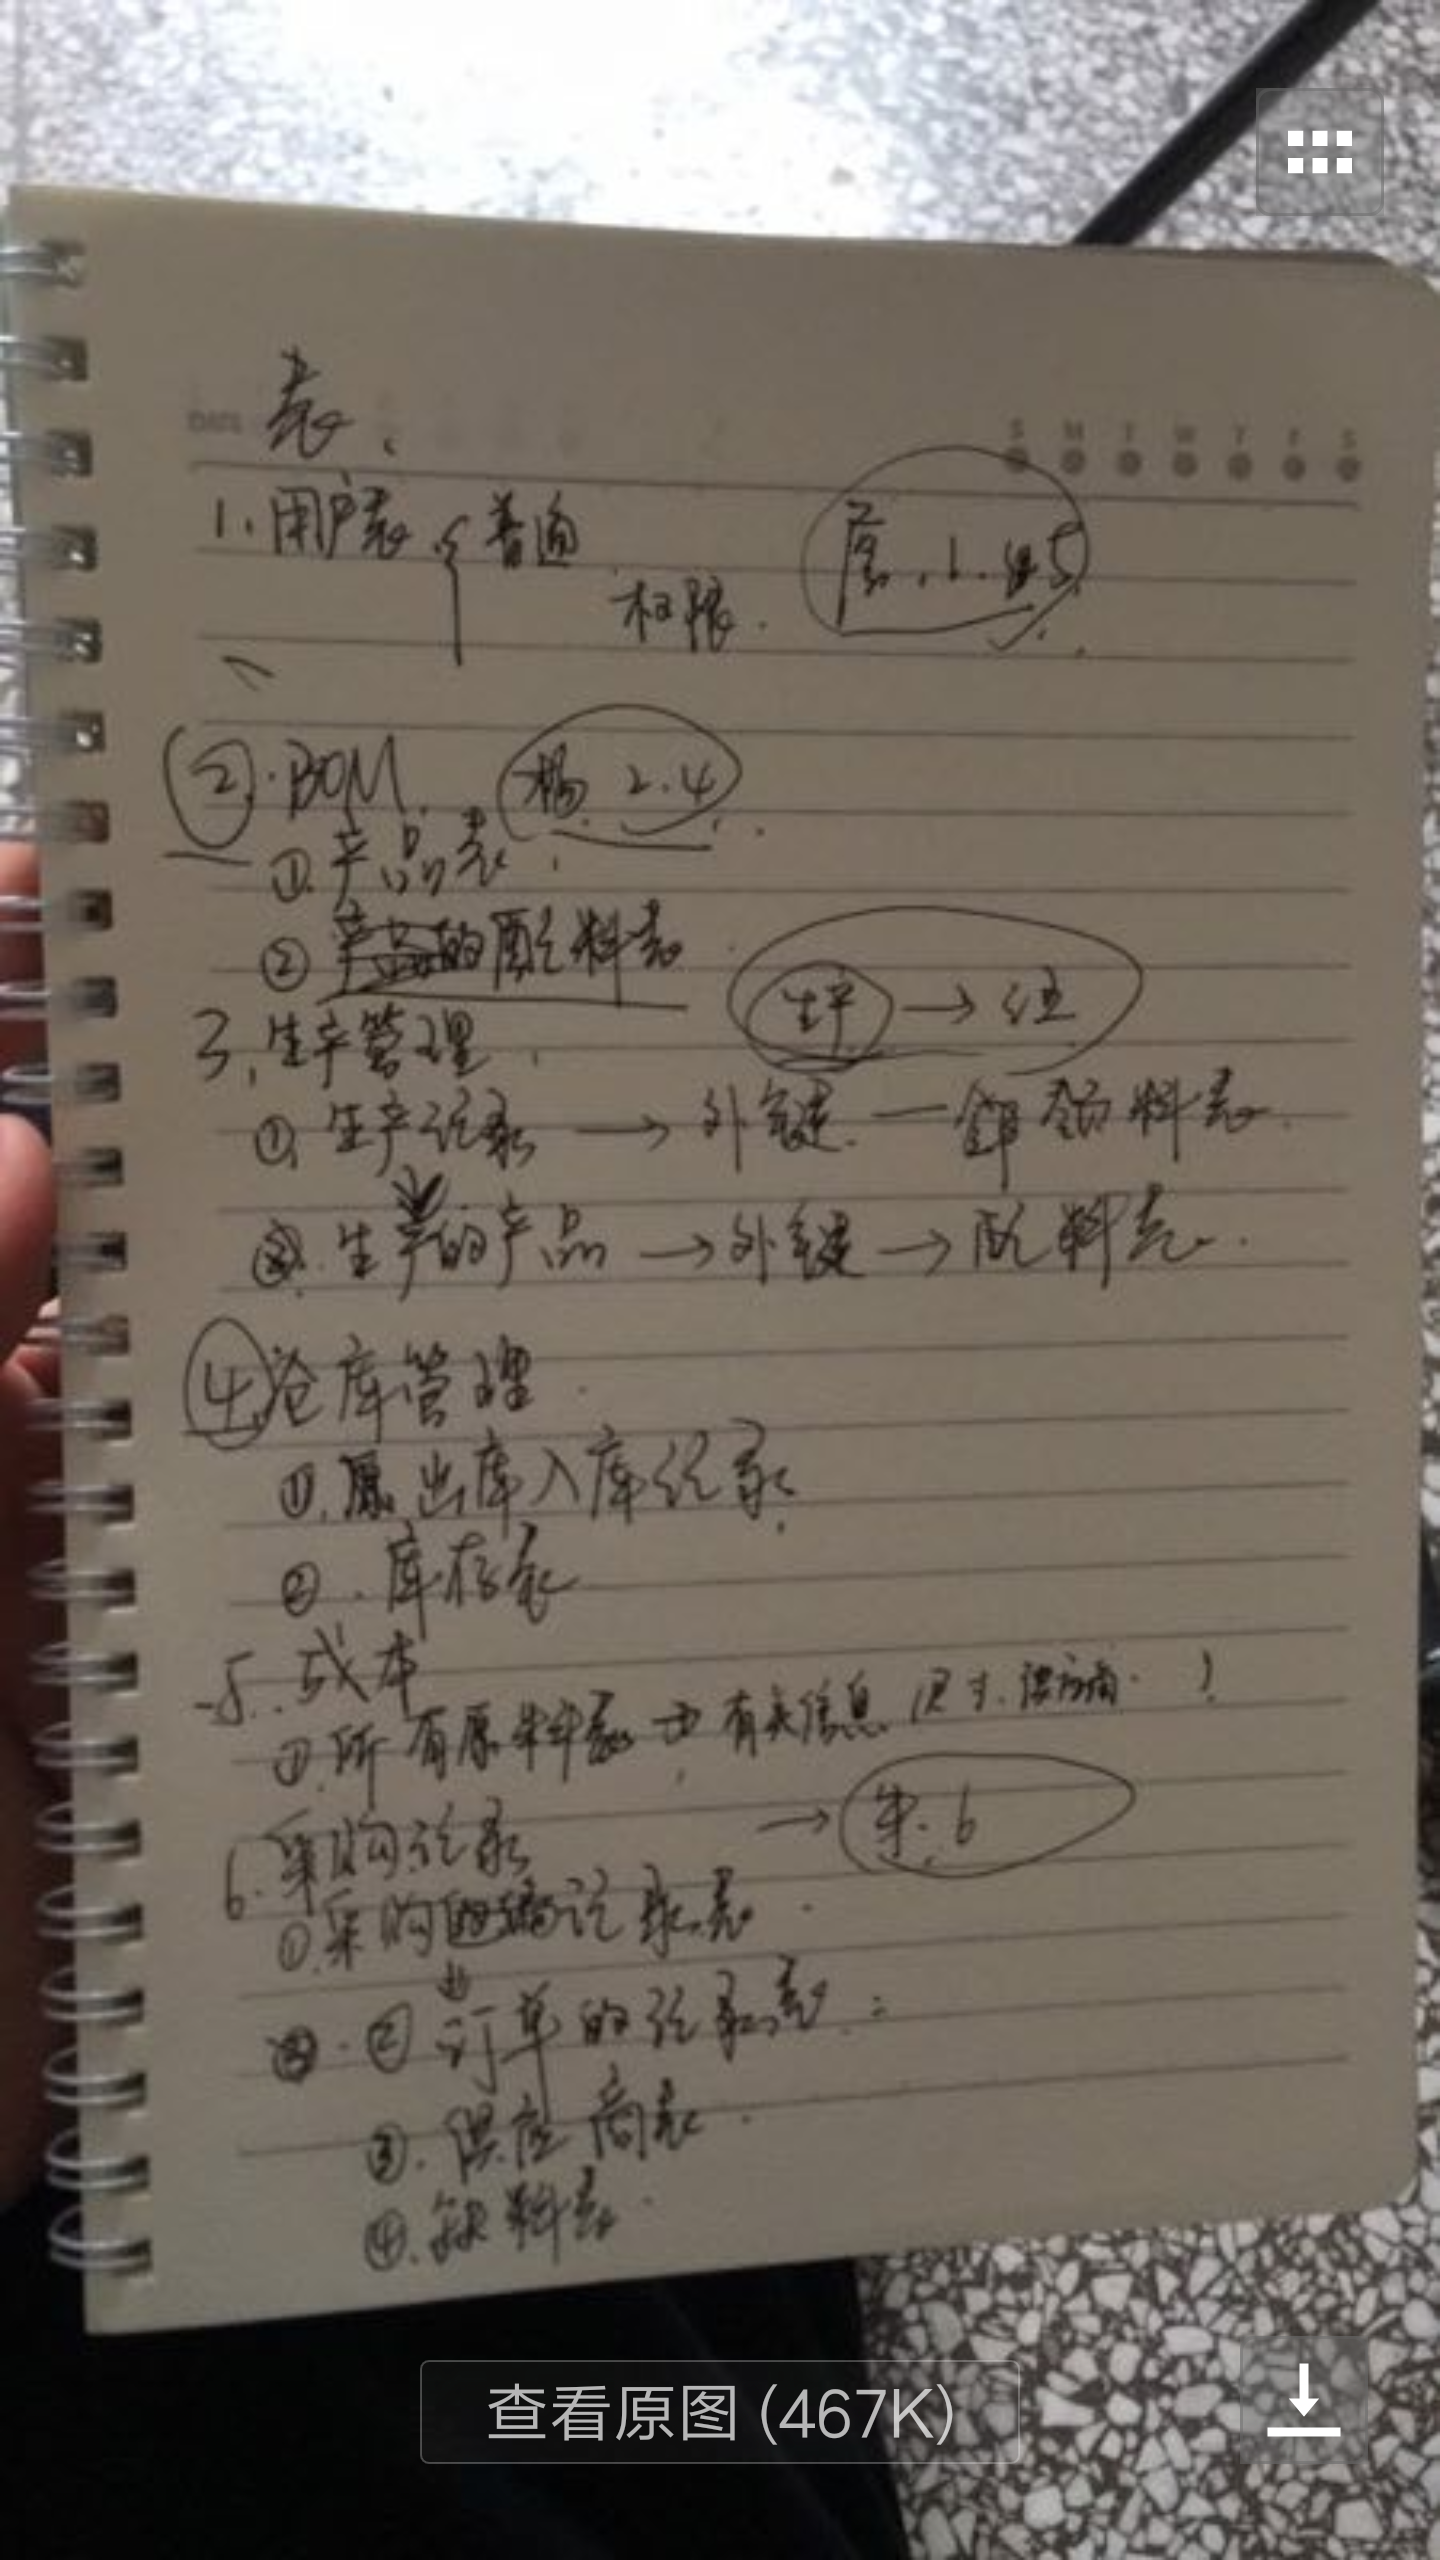 表、
DATE
S M T W T F S
1、用户表 普通
权限.
1.
②.BOM. 杨 2.4
①.产品表.
② 产品的配料表
3、生产管理. 生产 →
①. 生产记录 → 外键 — 领料表.
②. 生产的产品 → 外键 → 配料表.
④仓库管理.
①.原出库入库记录
②.库存表
5.成本
①.所有原料表 有关信息 供应商
6.采购记录 → 朱.6
①.采购记录表.
② 订单的记录表.
③.供应商表.
④.缺料表.
查看原图 (467K)